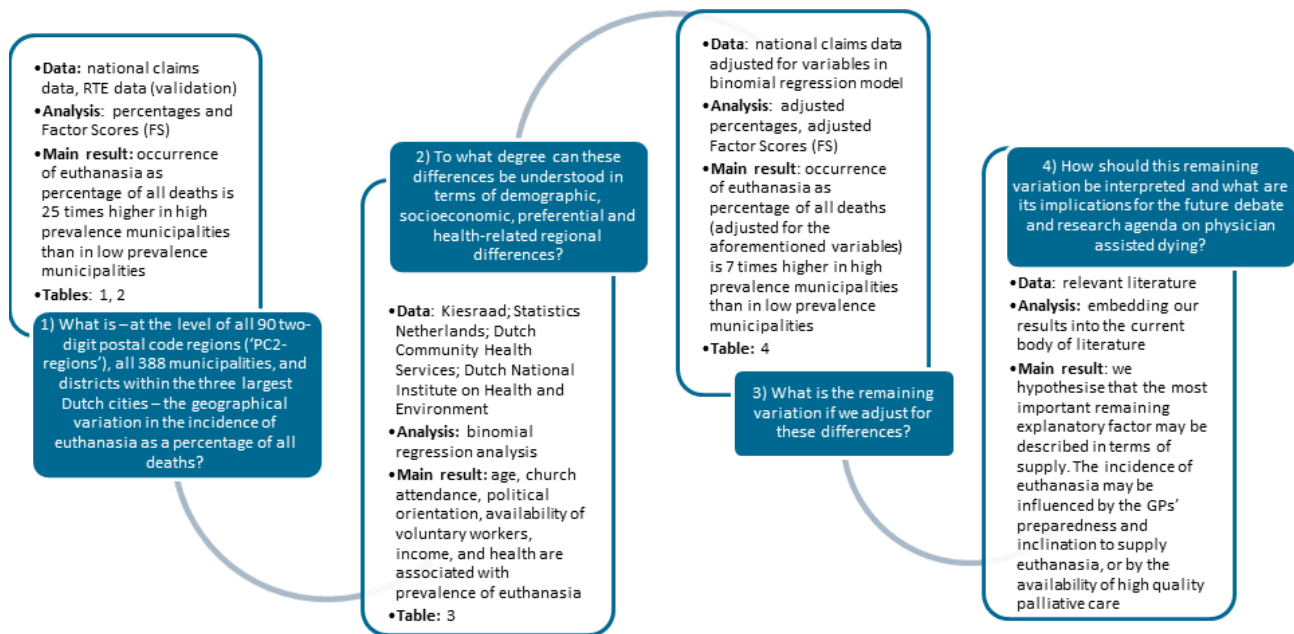 •Data: national claims
data, RTE data (validation)
•Analysis: percentages and
Factor Scores (FS)
•Main result: occurrence
of euthanasia as
percentage of all deaths is
25 times higher in high
prevalence municipalities
than in low prevalence
municipalities
•Tables: 1, 2
1) What is – at the level of all 90 two-
digit postal code regions ('PC2-
regions'), all 388 municipalities, and
districts within the three largest
Dutch cities – the geographical
variation in the incidence of
euthanasia as a percentage of all
deaths?
2) To what degree can these
differences be understood in
terms of demographic,
socioeconomic, preferential and
health-related regional
differences?
•Data: Kiesraad; Statistics
Netherlands; Dutch
Community Health
Services; Dutch National
Institute on Health and
Environment
•Analysis: binomial
regression analysis
•Main result: age, church
attendance, political
orientation, availability of
voluntary workers,
income, and health are
associated with
prevalence of euthanasia
•Table: 3
•Data: national claims data
adjusted for variables in
binomial regression model
•Analysis: adjusted
percentages, adjusted
Factor Scores (FS)
•Main result: occurrence of
euthanasia as
percentage of all deaths
(adjusted for the
aforementioned variables)
is 7 times higher in high
prevalence municipalities
than in low prevalence
municipalities
•Table: 4
3) What is the remaining
variation if we adjust for
these differences?
4) How should this remaining
variation be interpreted and what are
its implications for the future debate
and research agenda on physician
assisted dying?
•Data: relevant literature
•Analysis: embedding our
results into the current
body of literature
•Main result: we
hypothesise that the most
important remaining
explanatory factor may be
described in terms of
supply. The incidence of
euthanasia may be
influenced by the GPs'
preparedness and
inclination to supply
euthanasia, or by the
availability of high quality
palliative care